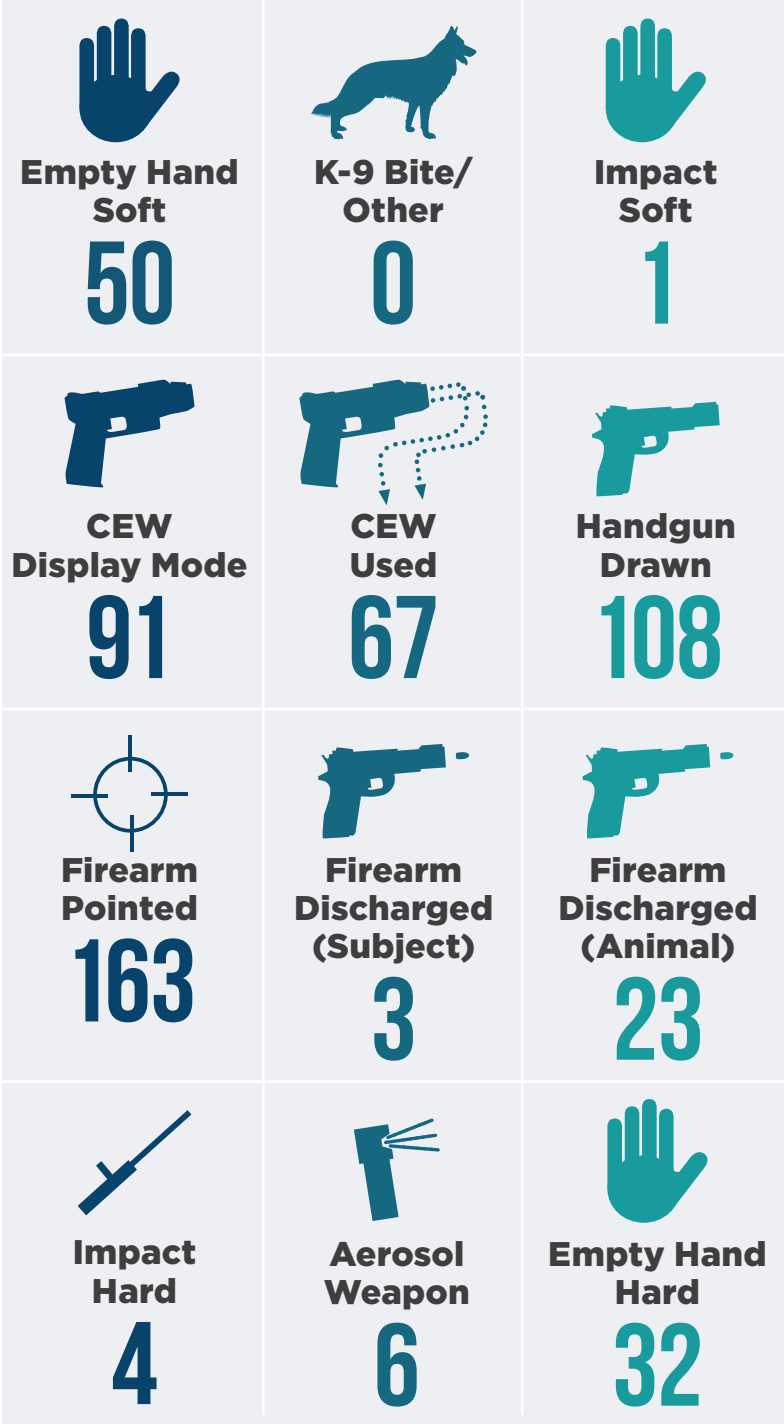 Empty Hand
Soft
50
K-9 Bite/
Other
0
Impact
Soft
1
CEW
Display Mode
91
CEW
Used
67
Handgun
Drawn
108
Firearm
Pointed
163
Firearm
Discharged
(Subject)
3
Firearm
Discharged
(Animal)
23
Impact
Hard
4
Aerosol
Weapon
6
Empty Hand
Hard
32